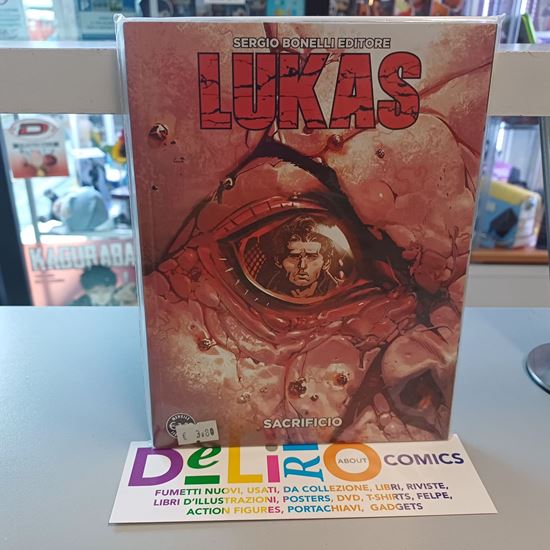 SERGIO BONELLI EDITORE
LUKAS
KAGURABA
SACRIFICIO
€ 3.80
DeLiRIO
ABOUT
COMICS
FUMETTI NUOVI, USATI, DA COLLEZIONE, LIBRI, RIVISTE,
LIBRI D'ILLUSTRAZIONI, POSTERS, DVD, T-SHIRTS, FELPE,
ACTION FIGURES, PORTACHIAVI, GADGETS